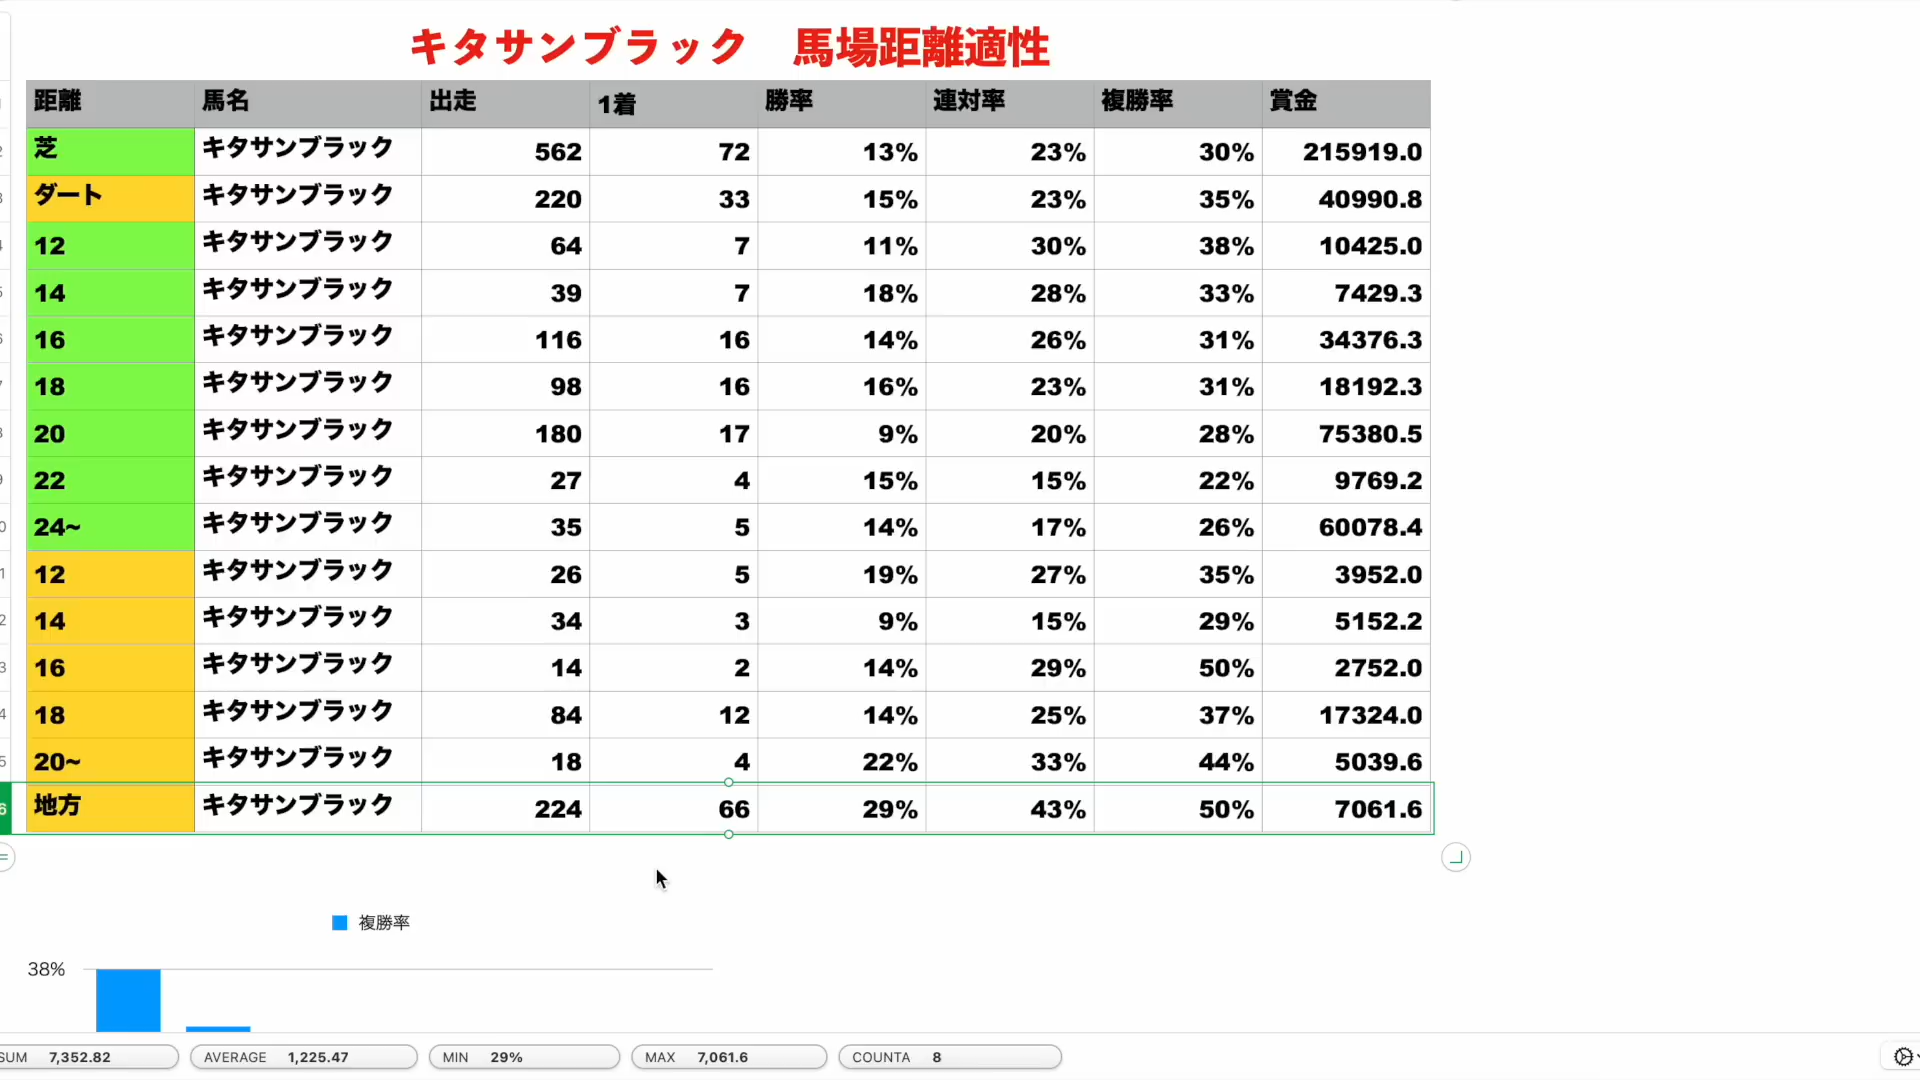 キタサンブラック　馬場距離適性
距離 馬名 出走 1着 勝率 連対率 複勝率 賞金
芝 キタサンブラック 562 72 13% 23% 30% 215919.0
ダート キタサンブラック 220 33 15% 23% 35% 40990.8
12 キタサンブラック 64 7 11% 30% 38% 10425.0
14 キタサンブラック 39 7 18% 28% 33% 7429.3
16 キタサンブラック 116 16 14% 26% 31% 34376.3
18 キタサンブラック 98 16 16% 23% 31% 18192.3
20 キタサンブラック 180 17 9% 20% 28% 75380.5
22 キタサンブラック 27 4 15% 15% 22% 9769.2
24~ キタサンブラック 35 5 14% 17% 26% 60078.4
12 キタサンブラック 26 5 19% 27% 35% 3952.0
14 キタサンブラック 34 3 9% 15% 29% 5152.2
16 キタサンブラック 14 2 14% 29% 50% 2752.0
18 キタサンブラック 84 12 14% 25% 37% 17324.0
20~ キタサンブラック 18 4 22% 33% 44% 5039.6
地方 キタサンブラック 224 66 29% 43% 50% 7061.6
複勝率
38%
SUM 7,352.82 AVERAGE 1,225.47 MIN 29% MAX 7,061.6 COUNTA 8